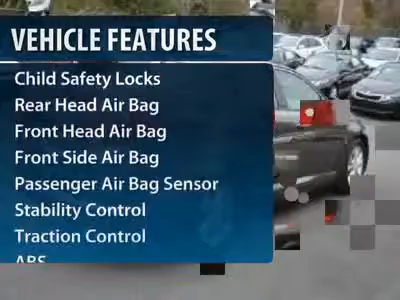 VEHICLE FEATURES
Child Safety Locks
Rear Head Air Bag
Front Head Air Bag
Front Side Air Bag
Passenger Air Bag Sensor
Stability Control
Traction Control
ABS